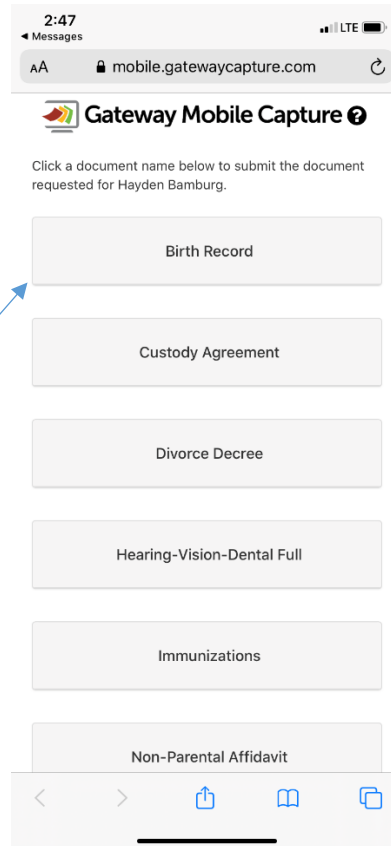 2:47
Messages
LTE
AA mobile.gatewaycapture.com
Gateway Mobile Capture ?
Click a document name below to submit the document
requested for Hayden Bamburg.
Birth Record
Custody Agreement
Divorce Decree
Hearing-Vision-Dental Full
Immunizations
Non-Parental Affidavit